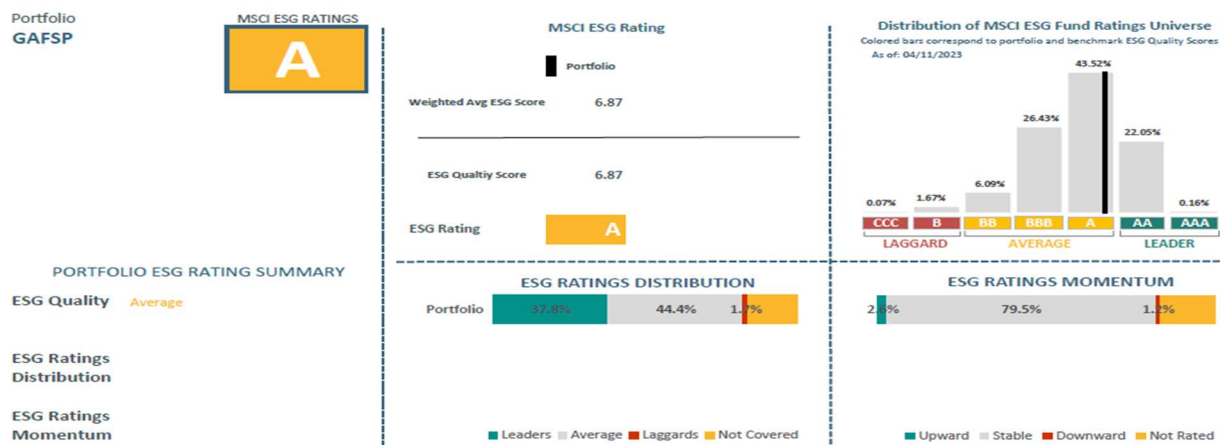 Portfolio
GAFSP
MSCI ESG RATINGS
A
PORTFOLIO ESG RATING SUMMARY
ESG Quality Average
ESG Ratings
Distribution
ESG Ratings
Momentum
MSCI ESG Rating
Portfolio
Weighted Avg ESG Score 6.87
ESG Qualtiy Score 6.87
ESG Rating A
Distribution of MSCI ESG Fund Ratings Universe
Colored bars correspond to portfolio and benchmark ESG Quality Scores
As of: 04/11/2023
0.07% 1.67% 6.09% 26.43% 43.52% 22.05% 0.16%
CCC B BB BBB A AA AAA
LAGGARD AVERAGE LEADER
ESG RATINGS DISTRIBUTION
Portfolio 37.8% 44.4% 1.7%
Leaders Average Laggards Not Covered
ESG RATINGS MOMENTUM
2.6% 79.5% 1.2%
Upward Stable Downward Not Rated